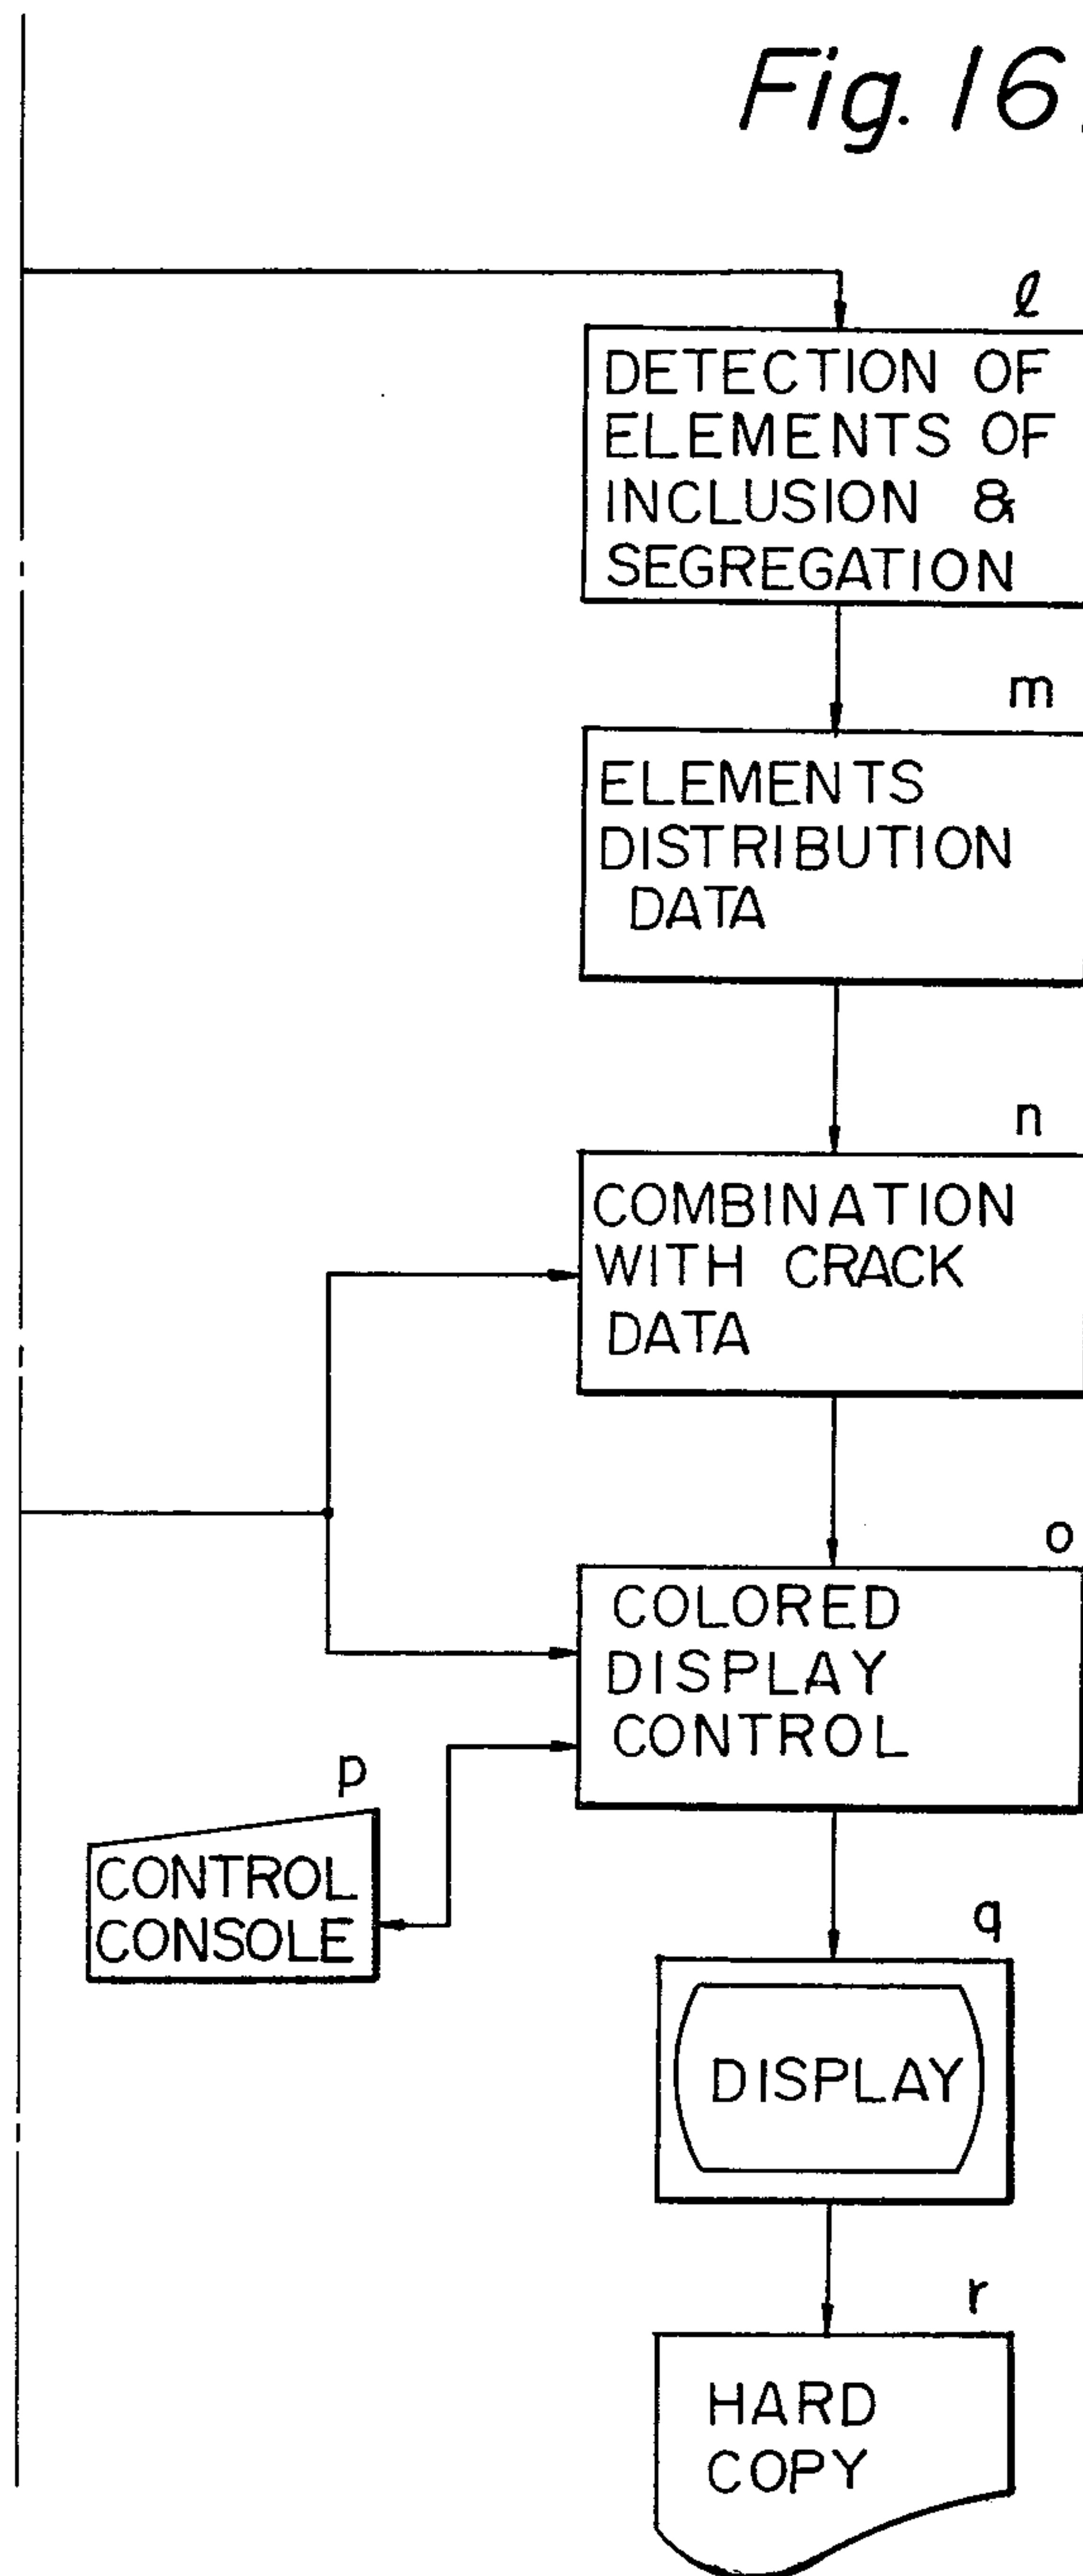 Fig. 16
ℓ
DETECTION OF
ELEMENTS OF
INCLUSION &
SEGREGATION
m
ELEMENTS
DISTRIBUTION
DATA
n
COMBINATION
WITH CRACK
DATA
o
COLORED
DISPLAY
CONTROL
p
CONTROL
CONSOLE
q
DISPLAY
r
HARD
COPY